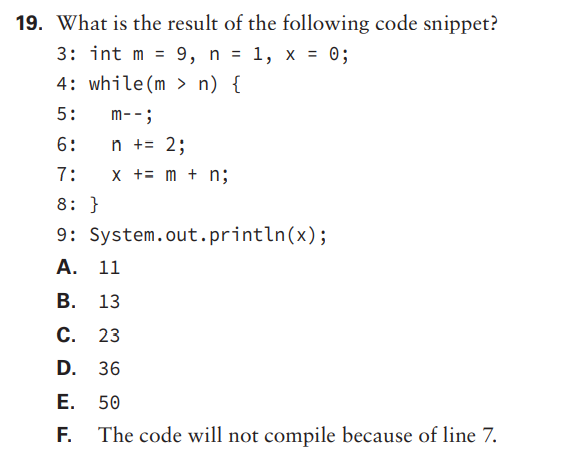 19. What is the result of the following code snippet?
3: int m = 9, n = 1, x = 0;
4: while(m > n) {
5:   m--;
6:   n += 2;
7:   x += m + n;
8: }
9: System.out.println(x);
A. 11
B. 13
C. 23
D. 36
E. 50
F. The code will not compile because of line 7.